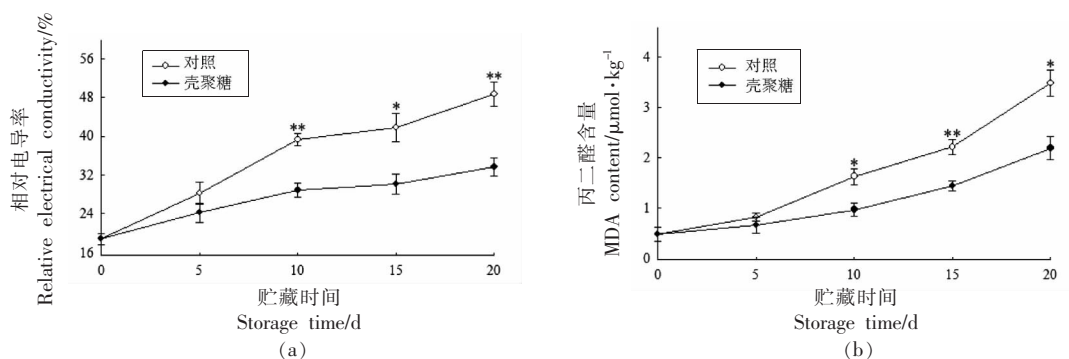 相对电导率
Relative electrical conductivity/%
56
48
40
32
24
16
对照
壳聚糖
**
*
**
0
5
10
15
20
贮藏时间
Storage time/d
(a)
丙二醛含量
MDA content/μmol·kg⁻¹
4
3
2
1
0
对照
壳聚糖
*
**
*
0
5
10
15
20
贮藏时间
Storage time/d
(b)